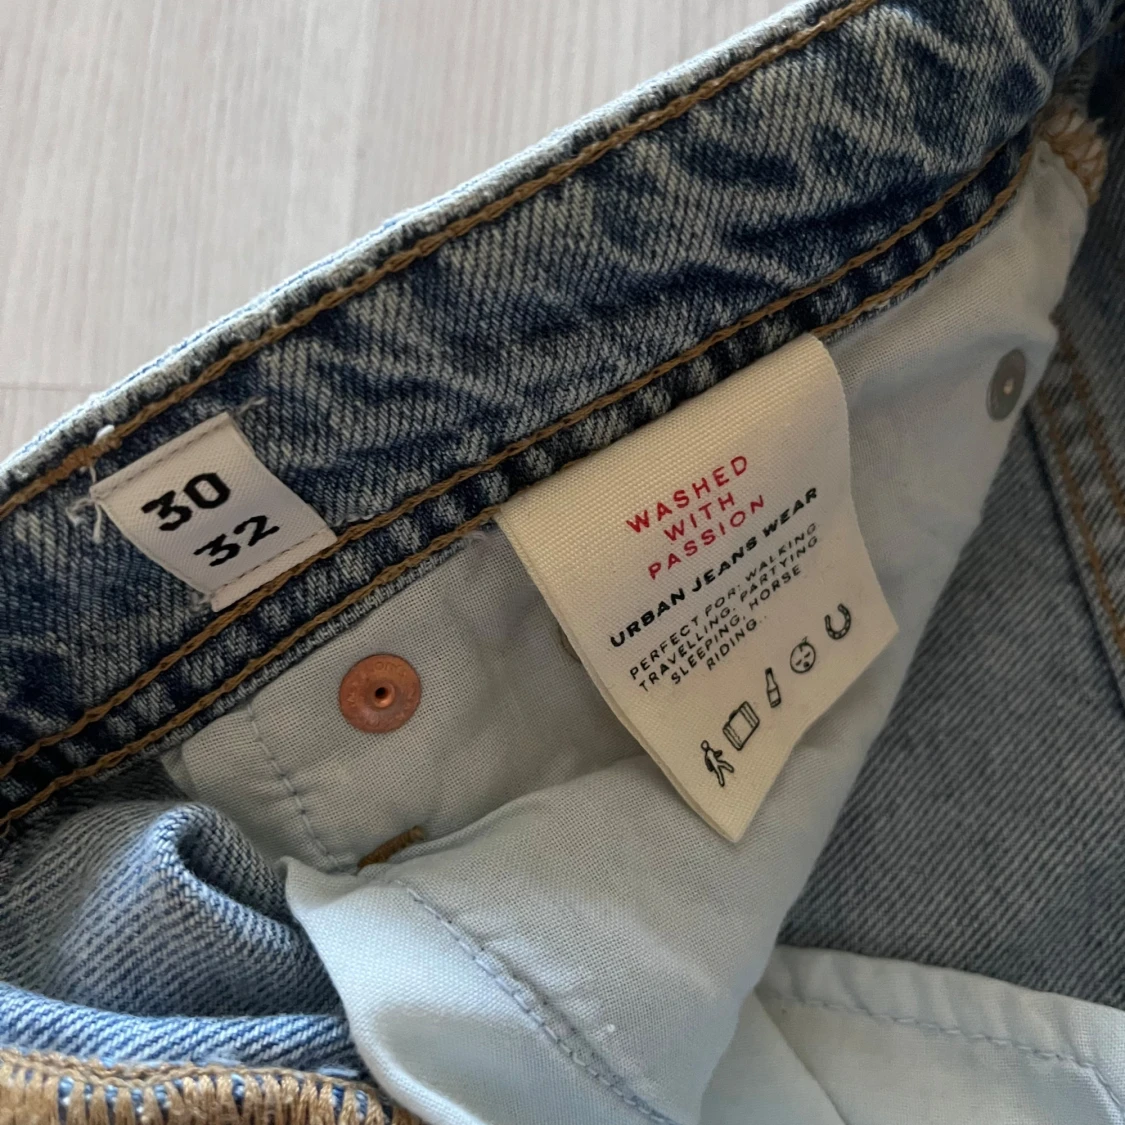 30
32
WASHED
WITH
PASSION
URBAN JEANS WEAR
PERFECT FOR: WALKING
TRAVELLING, PARTYING
SLEEPING, HORSE
RIDING..